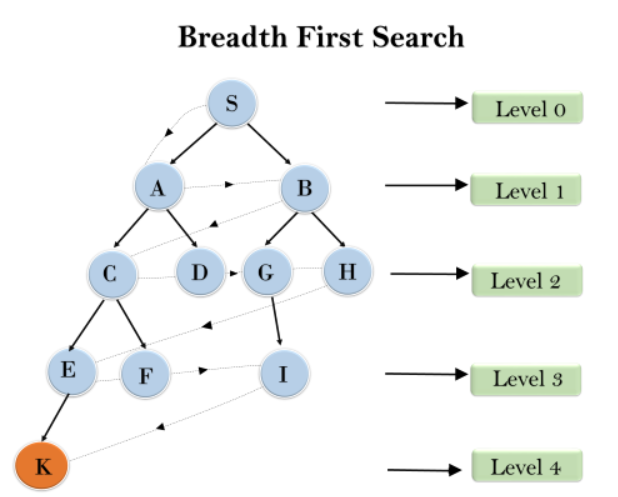 Breadth First Search
S
Level 0
A
B
Level 1
C
D
G
H
Level 2
E
F
I
Level 3
K
Level 4